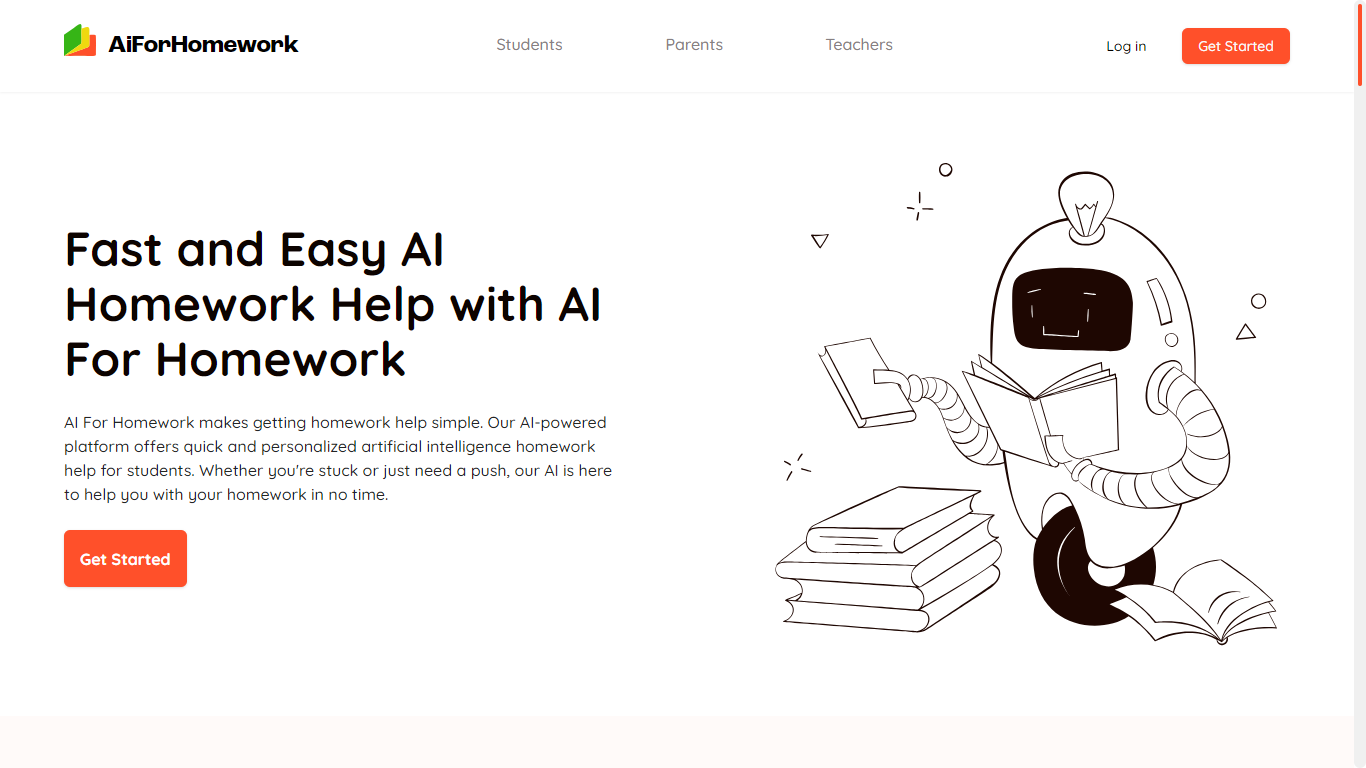 AiForHomework
Students
Parents
Teachers
Log in
Get Started
Fast and Easy AI
Homework Help with AI
For Homework
AI For Homework makes getting homework help simple. Our AI-powered
platform offers quick and personalized artificial intelligence homework
help for students. Whether you're stuck or just need a push, our AI is here
to help you with your homework in no time.
Get Started